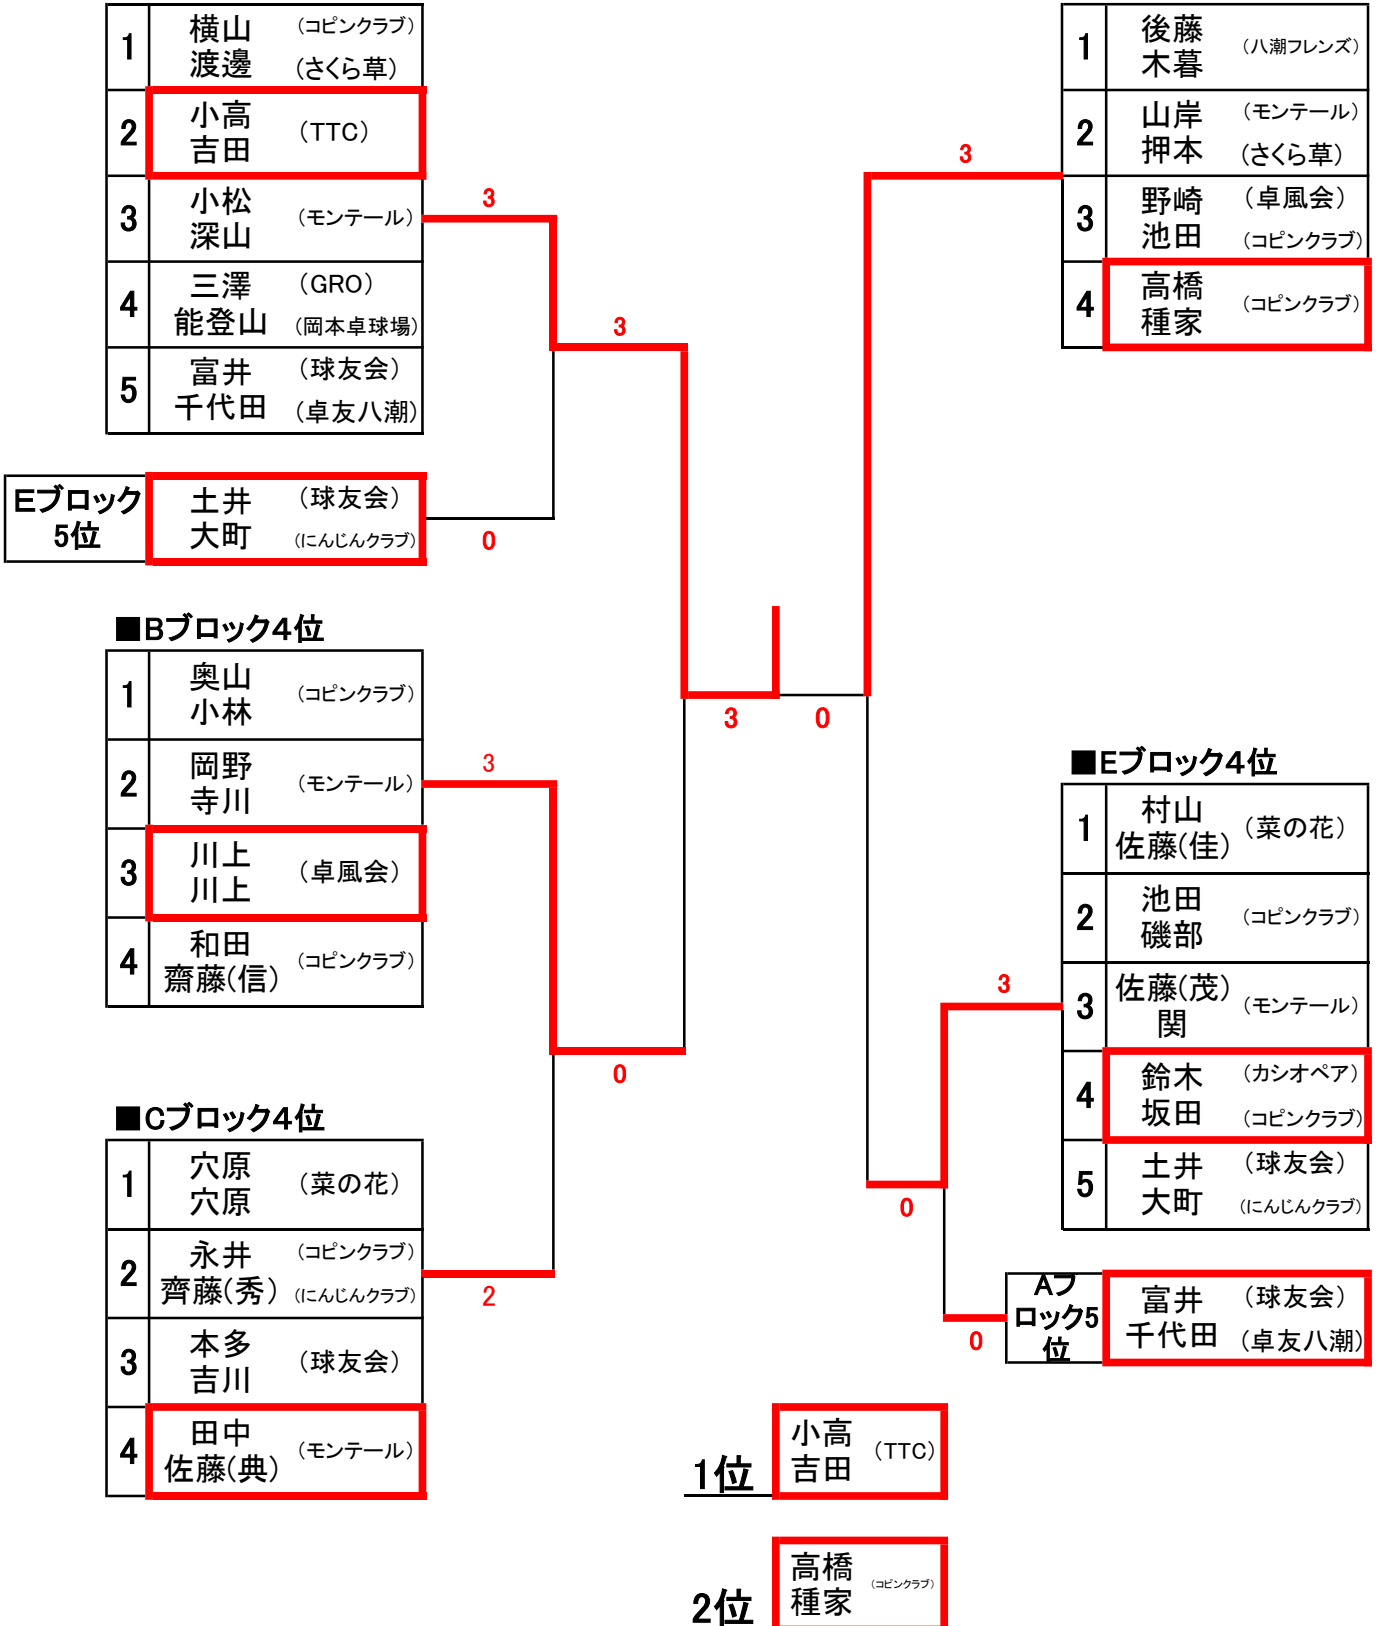 1
横山
(コピンクラブ)
渡邊
(さくら草)
2
小高
吉田
(TTC)
3
小松
深山
(モンテール)
4
三澤
(GRO)
能登山
(岡本卓球場)
5
富井
(球友会)
千代田
(卓友八潮)
3
3
Eブロック
5位
土井
(球友会)
大町
(にんじんクラブ)
0
■Bブロック4位
1
奥山
小林
(コピンクラブ)
2
岡野
寺川
(モンテール)
3
川上
川上
(卓風会)
4
和田
齋藤(信)
(コピンクラブ)
3
0
■Cブロック4位
1
穴原
穴原
(菜の花)
2
永井
(コピンクラブ)
齊藤(秀)
(にんじんクラブ)
3
本多
吉川
(球友会)
4
田中
佐藤(典)
(モンテール)
2
3
0
1
後藤
木暮
(八潮フレンズ)
2
山岸
(モンテール)
押本
(さくら草)
3
野崎
(卓風会)
池田
(コピンクラブ)
4
高橋
種家
(コピンクラブ)
3
■Eブロック4位
1
村山
佐藤(佳)
(菜の花)
2
池田
磯部
(コピンクラブ)
3
佐藤(茂)
関
(モンテール)
4
鈴木
(カシオペア)
坂田
(コピンクラブ)
5
土井
(球友会)
大町
(にんじんクラブ)
3
0
Aブ
ロック5
位
富井
(球友会)
千代田
(卓友八潮)
0
1位
小高
吉田
(TTC)
2位
高橋
種家
(コピンクラブ)